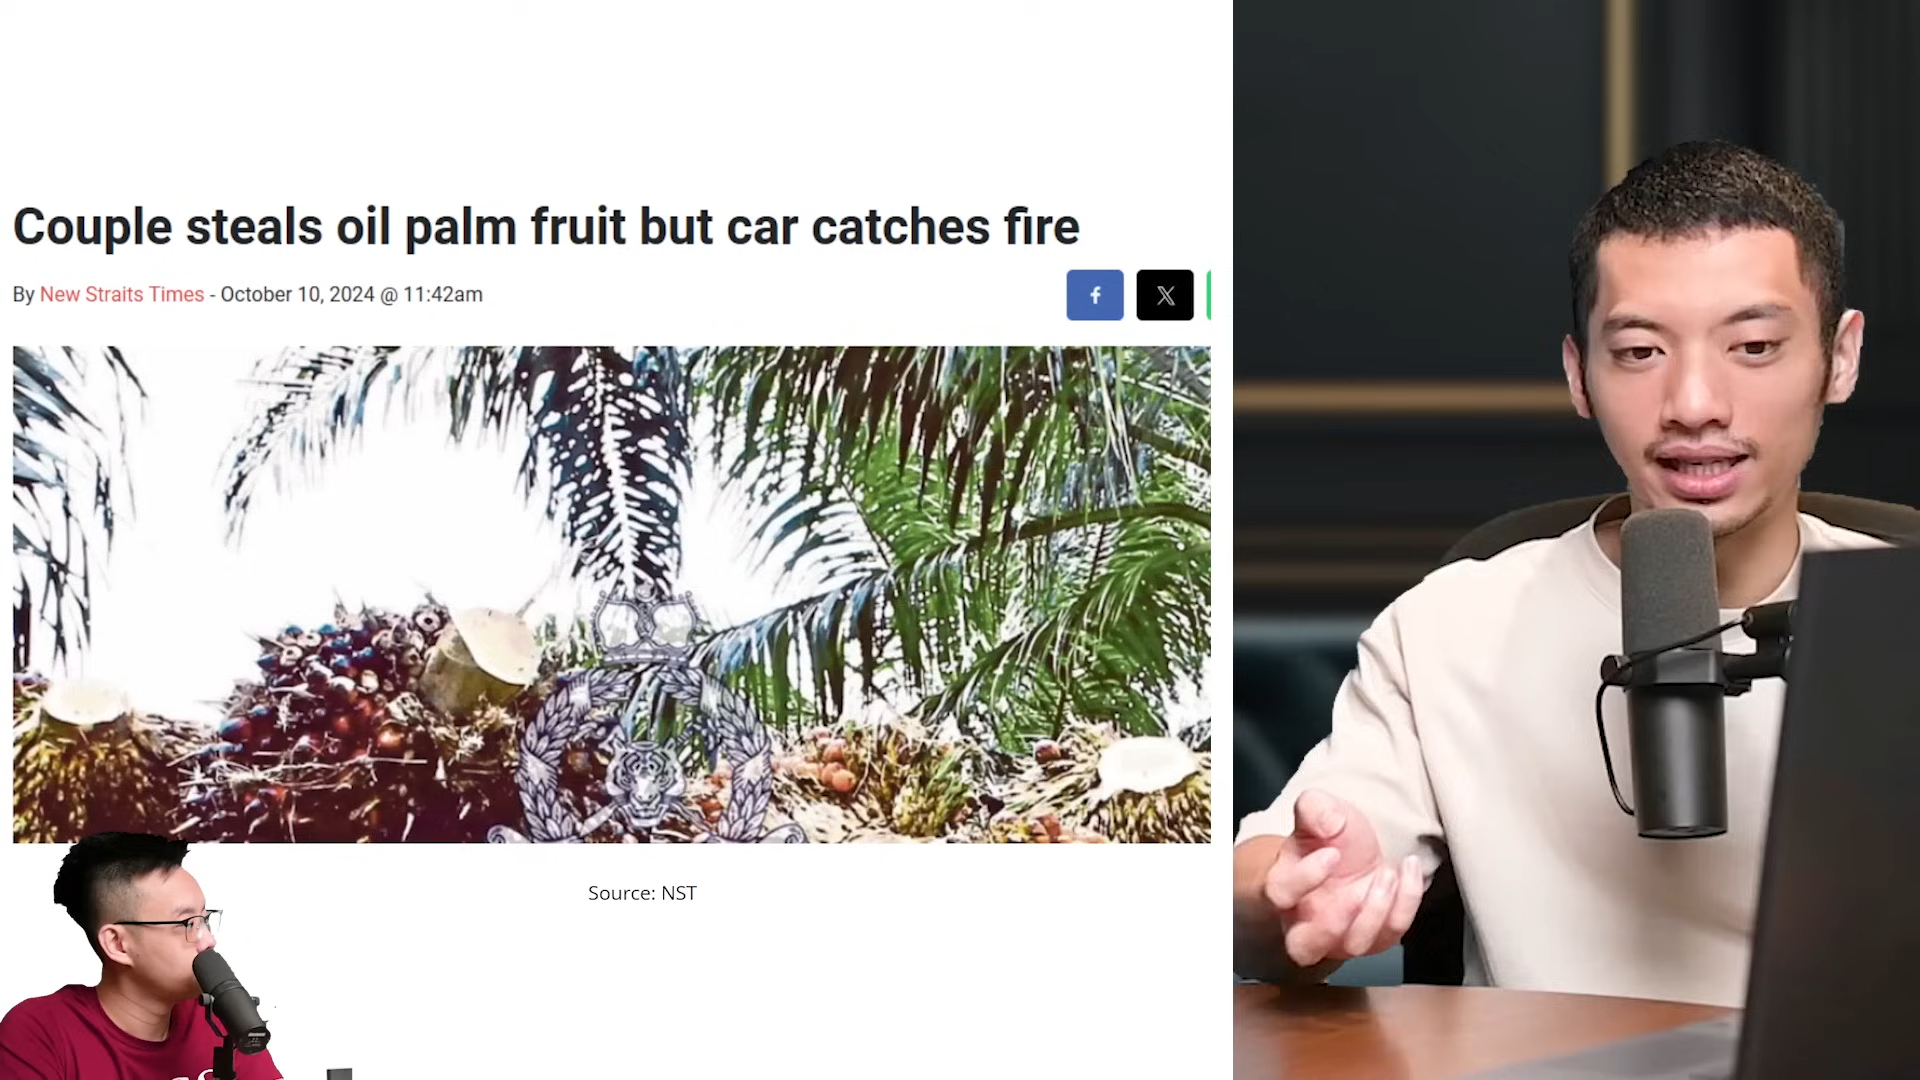 Couple steals oil palm fruit but car catches fire
By New Straits Times - October 10, 2024 @ 11:42am
Source: NST